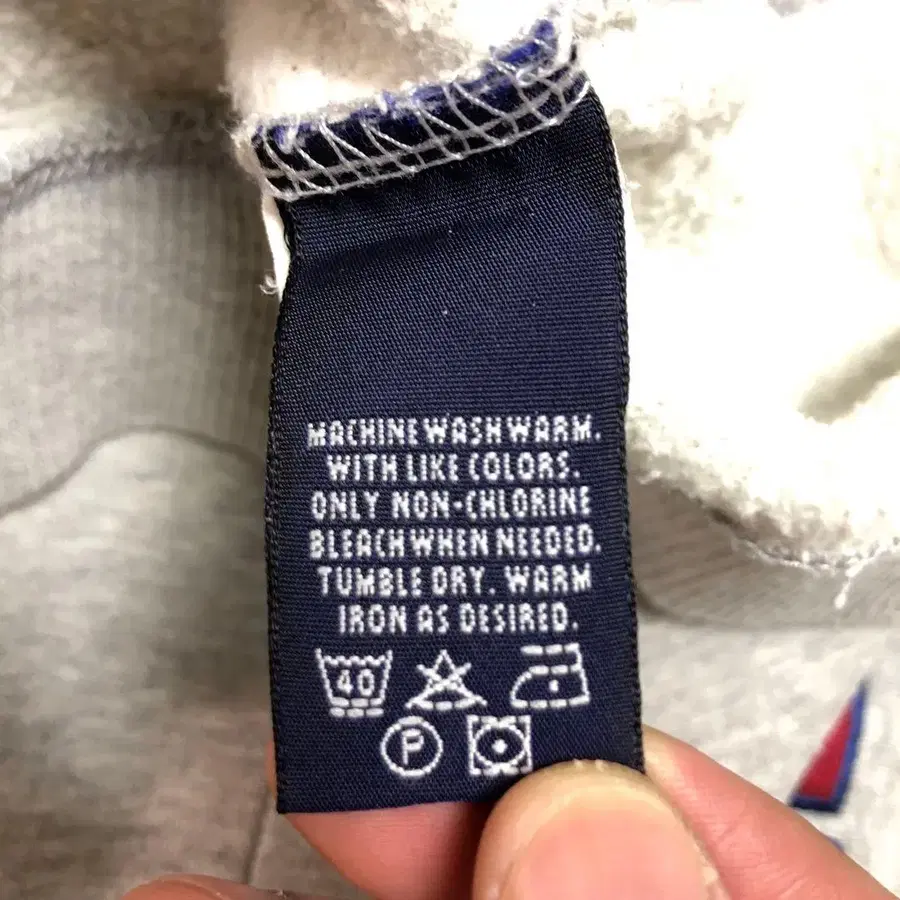 MACHINE WASH WARM.
WITH LIKE COLORS.
ONLY NON-CHLORINE
BLEACH WHEN NEEDED.
TUMBLE DRY. WARM
IRON AS DESIRED.
40
P